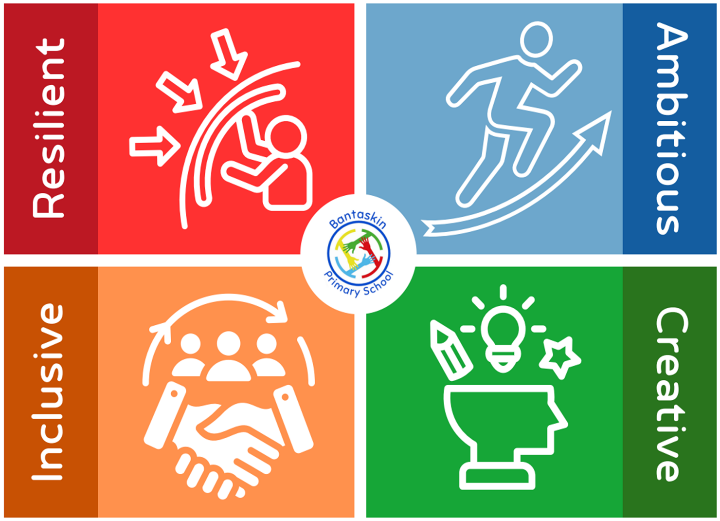 Resilient
Ambitious
Bantaskin
Primary School
Inclusive
Creative